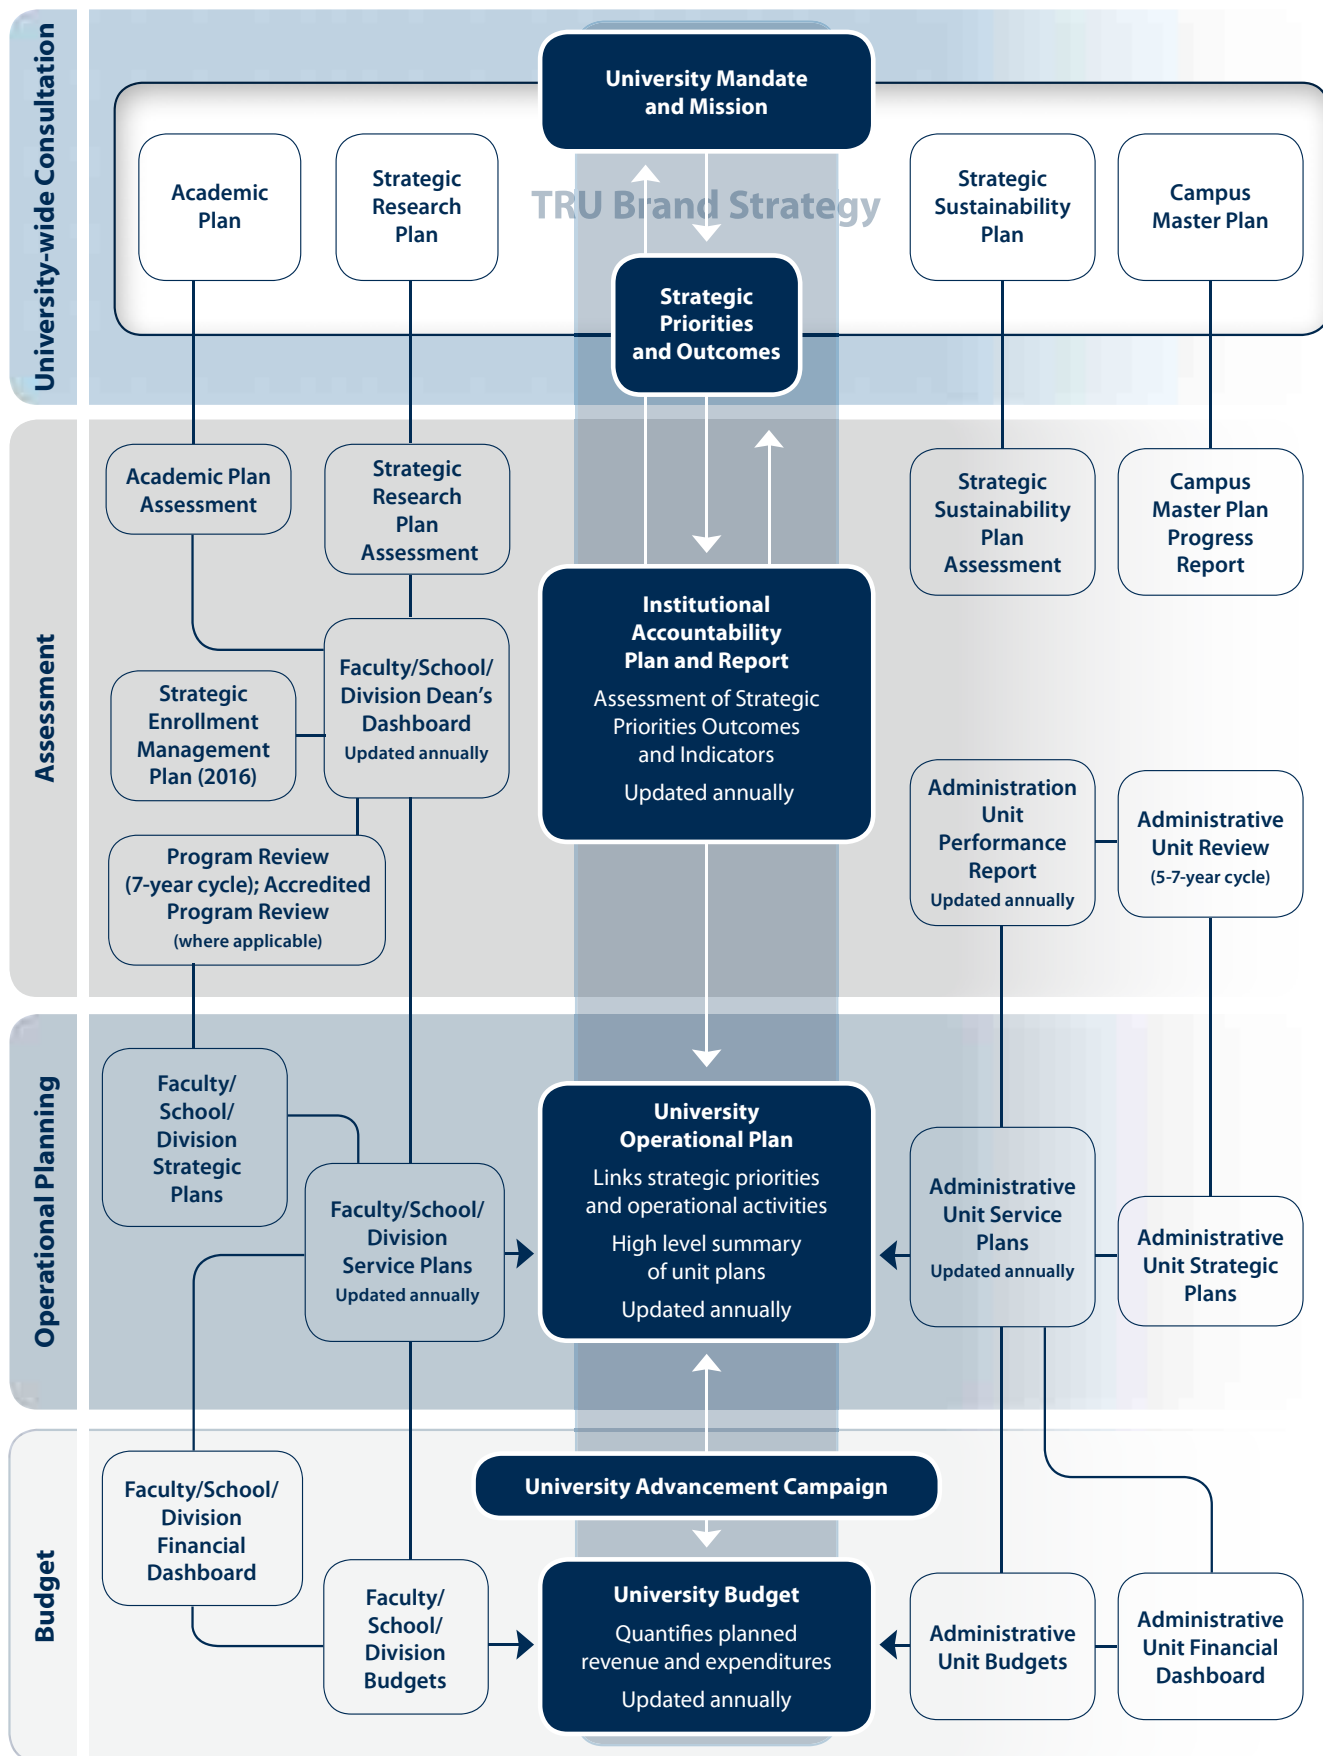 University-wide Consultation
University Mandate
and Mission
Academic
Plan
Strategic
Research
Plan
TRU Brand Strategy
Strategic
Sustainability
Plan
Campus
Master Plan
Strategic
Priorities
and Outcomes
Assessment
Academic Plan
Assessment
Strategic
Research
Plan
Assessment
Strategic
Sustainability
Plan
Assessment
Campus
Master Plan
Progress
Report
Institutional
Accountability
Plan and Report
Assessment of Strategic
Priorities Outcomes
and Indicators
Updated annually
Faculty/School/
Division Dean’s
Dashboard
Updated annually
Strategic
Enrollment
Management
Plan (2016)
Program Review
(7-year cycle); Accredited
Program Review
(where applicable)
Administration
Unit
Performance
Report
Updated annually
Administrative
Unit Review
(5-7-year cycle)
Operational Planning
Faculty/
School/
Division
Strategic
Plans
Faculty/School/
Division
Service Plans
Updated annually
University
Operational Plan
Links strategic priorities
and operational activities
High level summary
of unit plans
Updated annually
Administrative
Unit Service
Plans
Updated annually
Administrative
Unit Strategic
Plans
Budget
University Advancement Campaign
Faculty/School/
Division
Financial
Dashboard
Faculty/
School/
Division
Budgets
University Budget
Quantifies planned
revenue and expenditures
Updated annually
Administrative
Unit Budgets
Administrative
Unit Financial
Dashboard